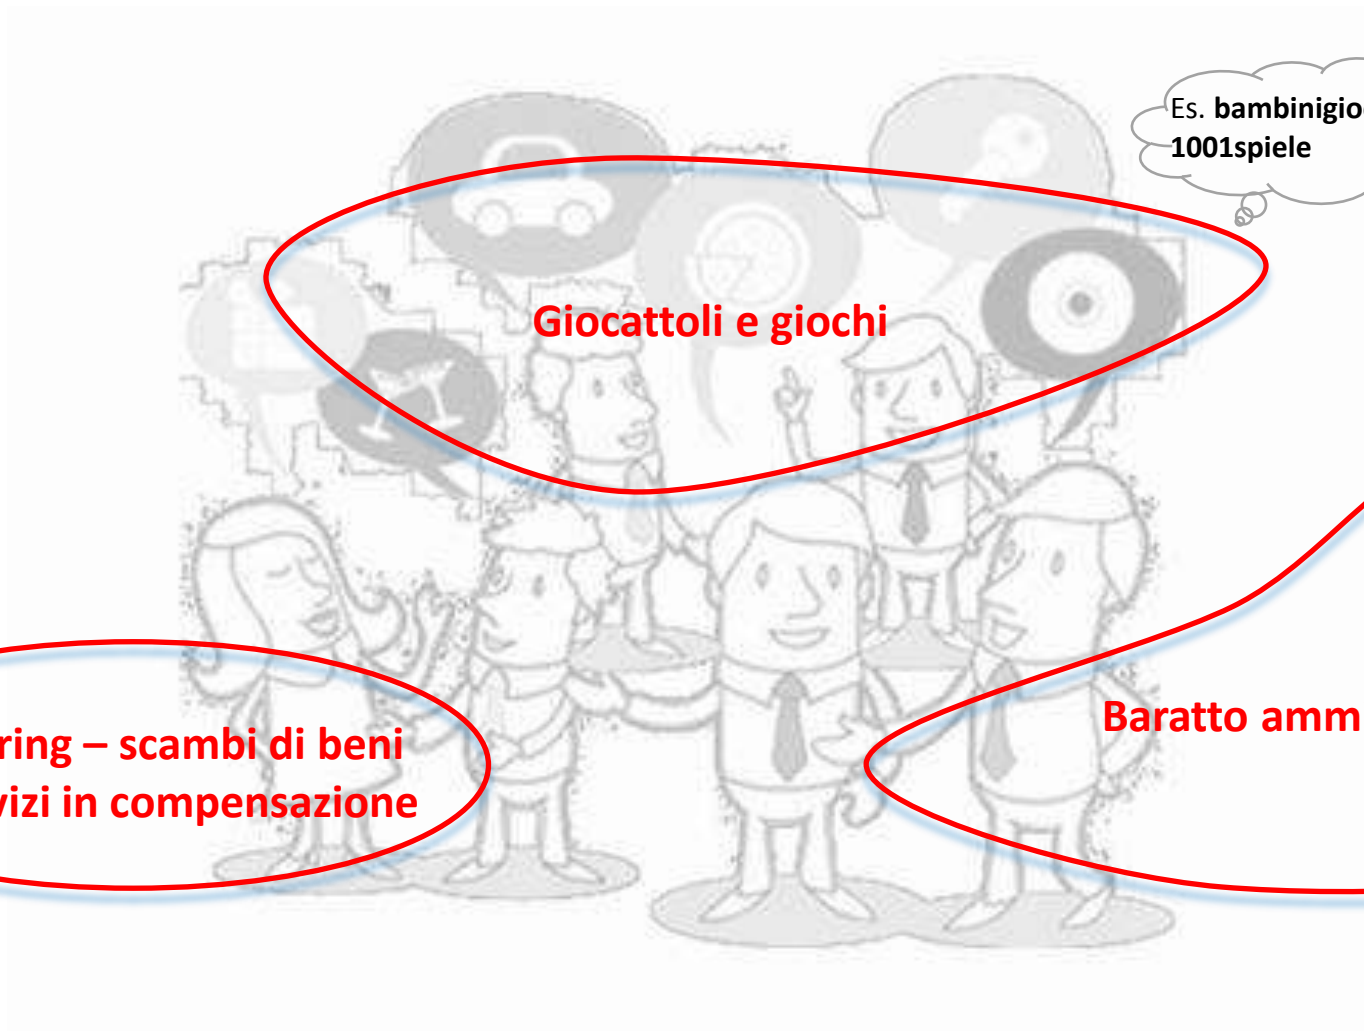 Es. bambinigio
1001spiele
Giocattoli e giochi
Baratto amm
ring – scambi di beni
vizi in compensazione